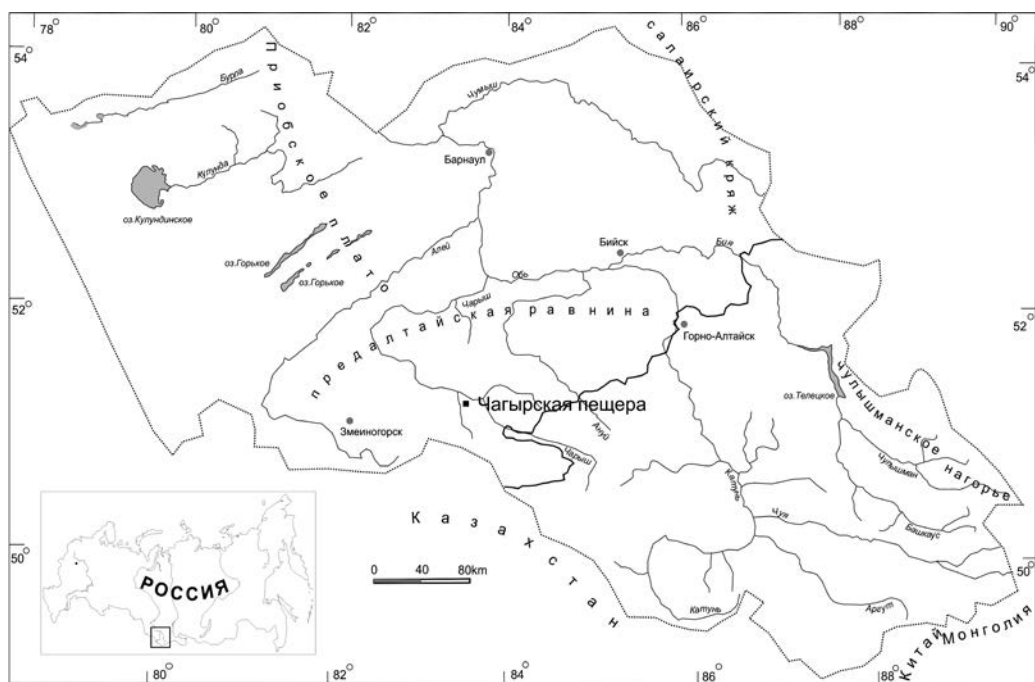 78° 80° 82° 84° 86° 88° 90°
54°
54°
Бурла
Приобское плато
Чумыш
салаирский кряж
Барнаул
Кулунда
оз.Кулундинское
оз.Горькое
оз.Горькое
Алей
Бийск
Бия
Обь
52°
52°
Чарыш
предалтайская равнина
Горно-Алтайск
оз.Телецкое
чулышманское нагорье
Чагырская пещера
Змеиногорск
Ануй
Чарыш
Чулышман
Катунь
Чуя
Башкаус
Казахстан
50°
50°
РОССИЯ
0 40 80km
Катунь
Аргут
Китай
Монголия
80° 82° 84° 86° 88°